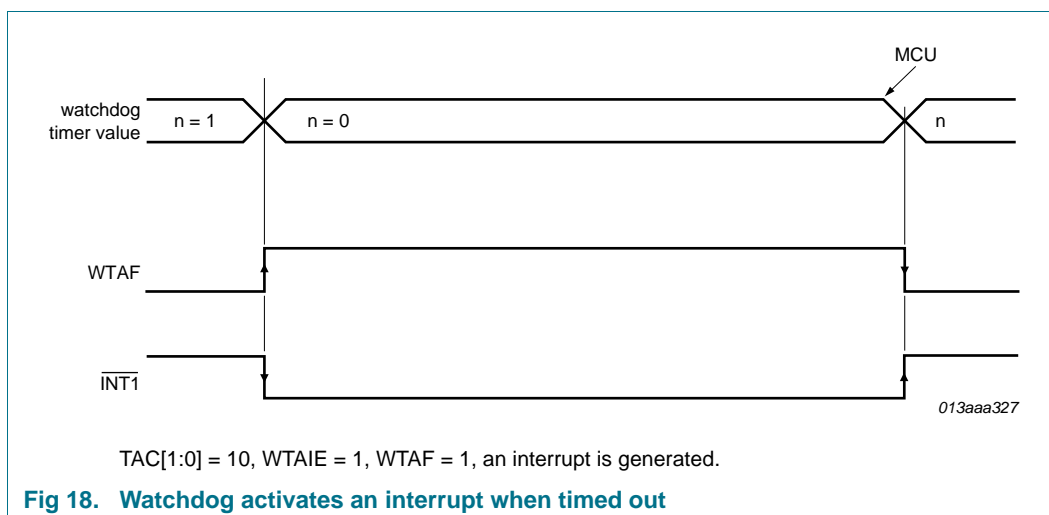 MCU
watchdog
timer value
n = 1
n = 0
n
WTAF
INT1
013aaa327
TAC[1:0] = 10, WTAIE = 1, WTAF = 1, an interrupt is generated.
Fig 18. Watchdog activates an interrupt when timed out